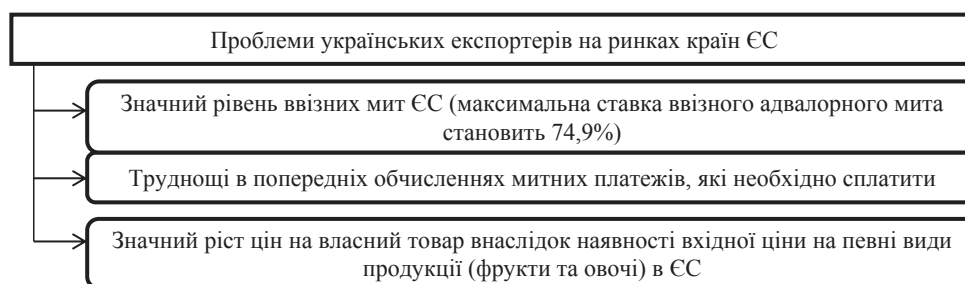 Проблеми українських експортерів на ринках країн ЄС
Значний рівень ввізних мит ЄС (максимальна ставка ввізного адвалорного мита
становить 74,9%)
Труднощі в попередніх обчисленнях митних платежів, які необхідно сплатити
Значний ріст цін на власний товар внаслідок наявності вхідної ціни на певні види
продукції (фрукти та овочі) в ЄС